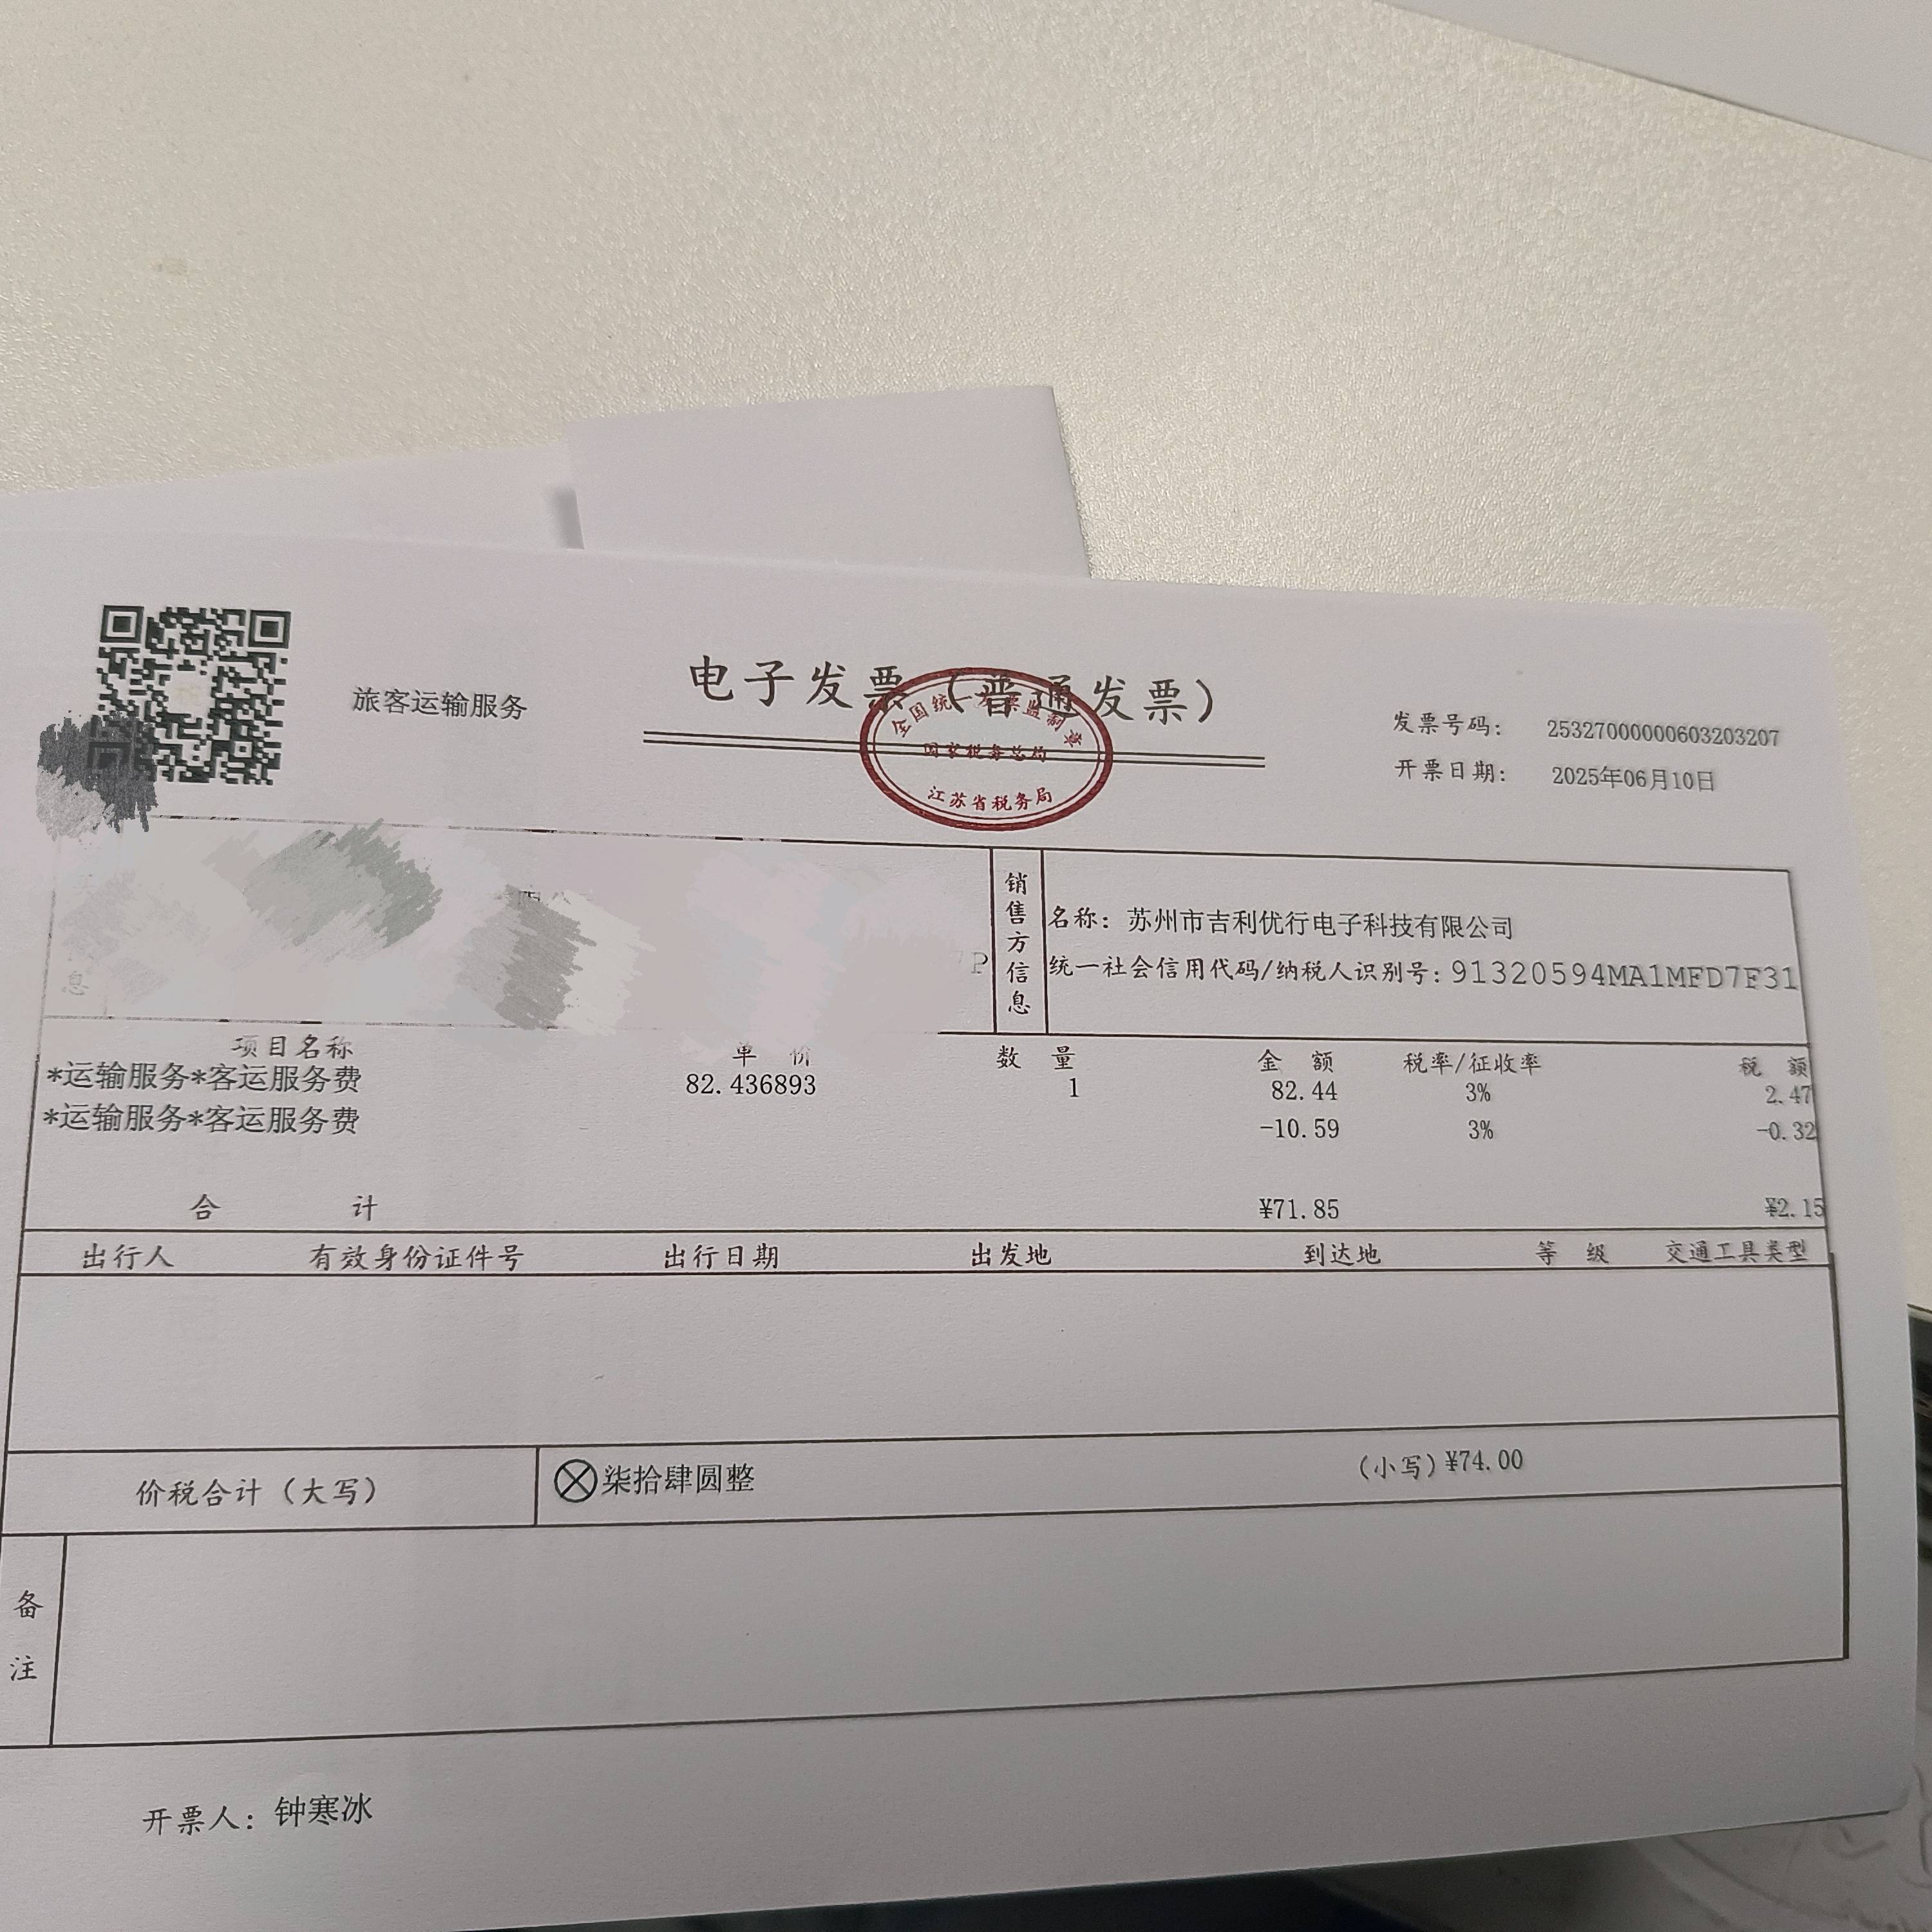 旅客运输服务
电子发票（普通发票）
全国统一发票监制章
国家税务总局
江苏省税务局
发票号码： 25327000000603203207
开票日期： 2025年06月10日
息
P
销售方信息
名称：苏州市吉利优行电子科技有限公司
统一社会信用代码/纳税人识别号：91320594MA1MFD7F31
项目名称 单 价 数 量 金 额 税率/征收率 税 额
*运输服务*客运服务费 82.436893 1 82.44 3% 2.47
*运输服务*客运服务费 -10.59 3% -0.32
合 计 ¥71.85 ¥2.15
出行人 有效身份证件号 出行日期 出发地 到达地 等 级 交通工具类型
价税合计（大写） 柒拾肆圆整 （小写）¥74.00
备注
开票人：钟寒冰